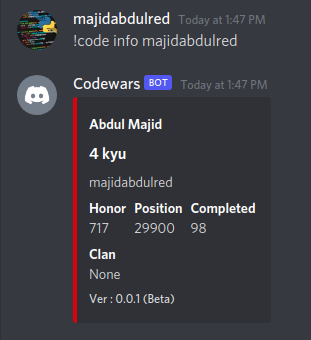 majidabdulred Today at 1:47 PM
!code info majidabdulred
Codewars BOT Today at 1:47 PM
Abdul Majid
4 kyu
majidabdulred
Honor Position Completed
717 29900 98
Clan
None
Ver : 0.0.1 (Beta)